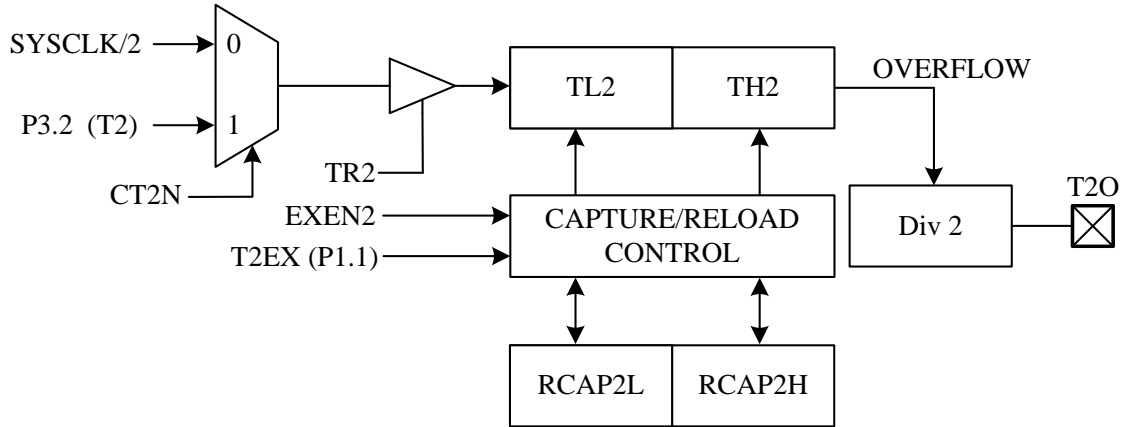 SYSCLK/2
0
TL2
TH2
OVERFLOW
P3.2 (T2)
1
TR2
T2O
CT2N
EXEN2
CAPTURE/RELOAD
CONTROL
Div 2
T2EX (P1.1)
RCAP2L
RCAP2H